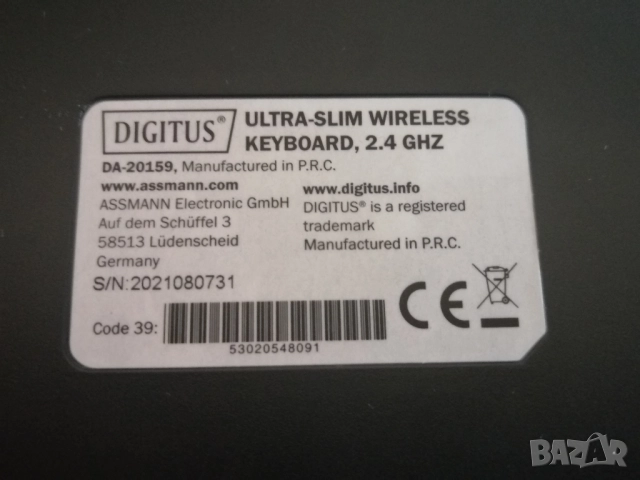 DIGITUS®
ULTRA-SLIM WIRELESS
KEYBOARD, 2.4 GHZ
DA-20159, Manufactured in P.R.C.
www.assmann.com
ASSMANN Electronic GmbH
Auf dem Schüffel 3
58513 Lüdenscheid
Germany
www.digitus.info
DIGITUS® is a registered
trademark
Manufactured in P.R.C.
S/N:2021080731
Code 39:
53020548091
CE
BAZAR